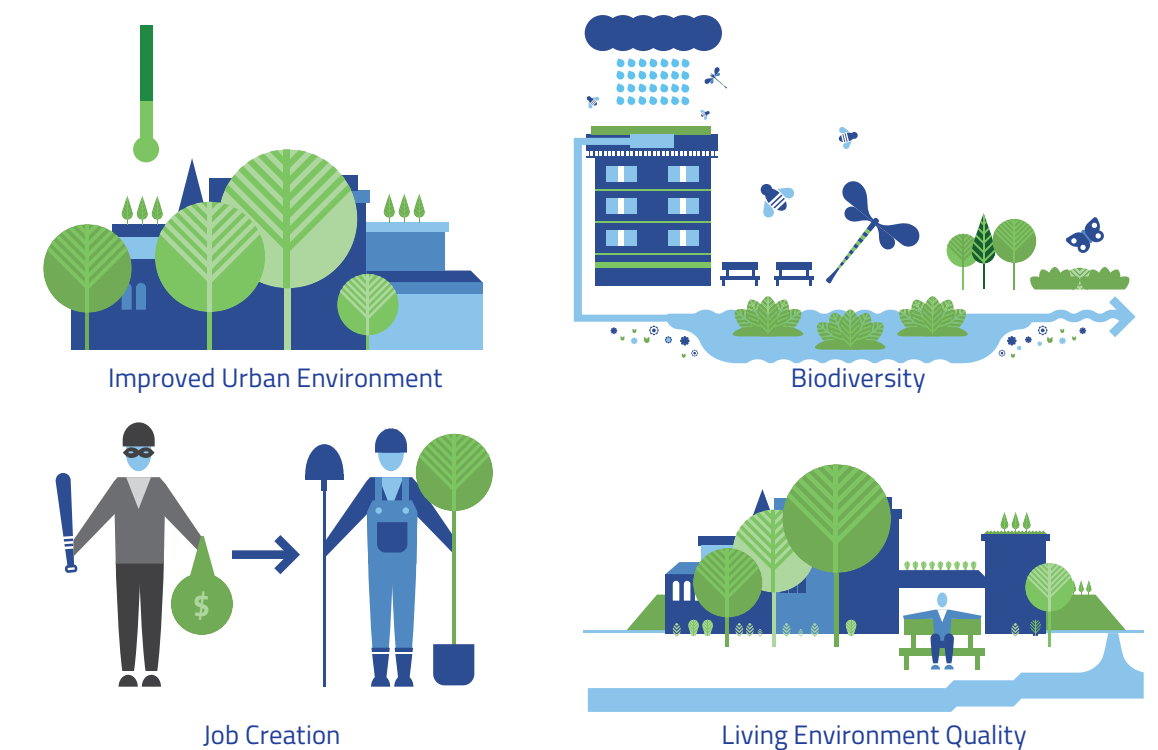 Improved Urban Environment
Biodiversity
$
Job Creation
Living Environment Quality